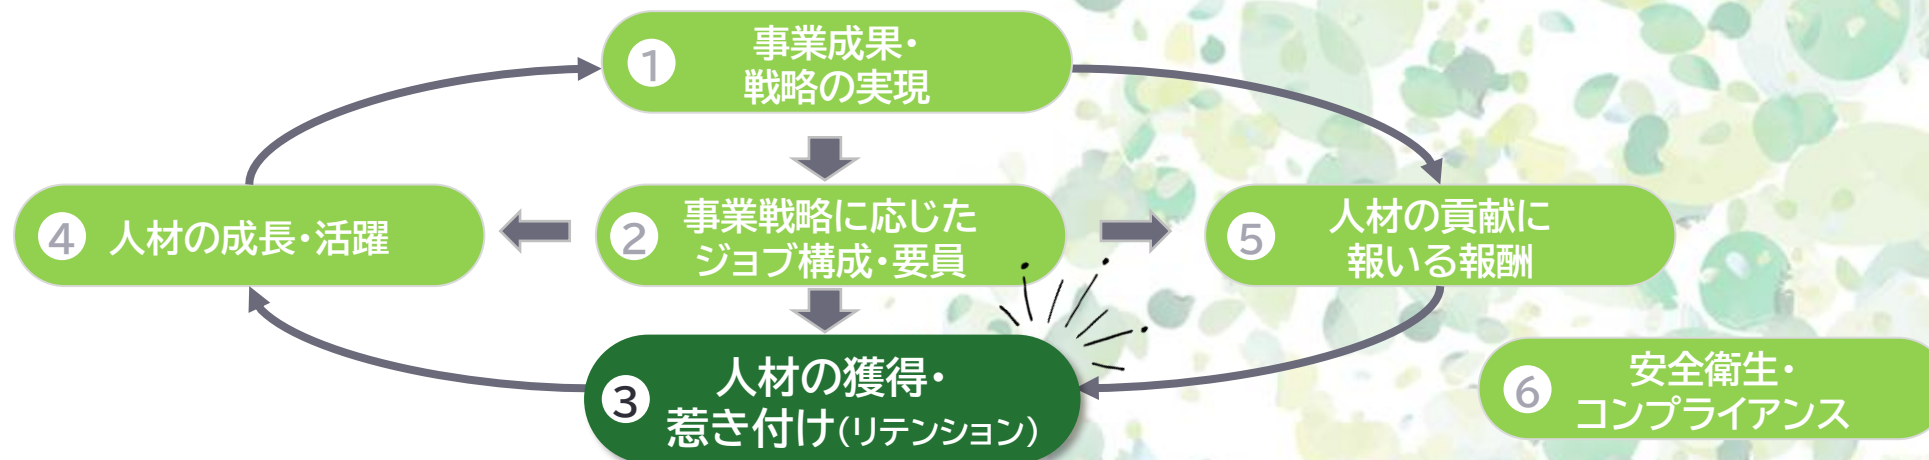 1
事業成果・
戦略の実現
4
人材の成長・活躍
2
事業戦略に応じた
ジョブ構成・要員
5
人材の貢献に
報いる報酬
3
人材の獲得・
惹き付け(リテンション)
6
安全衛生・
コンプライアンス